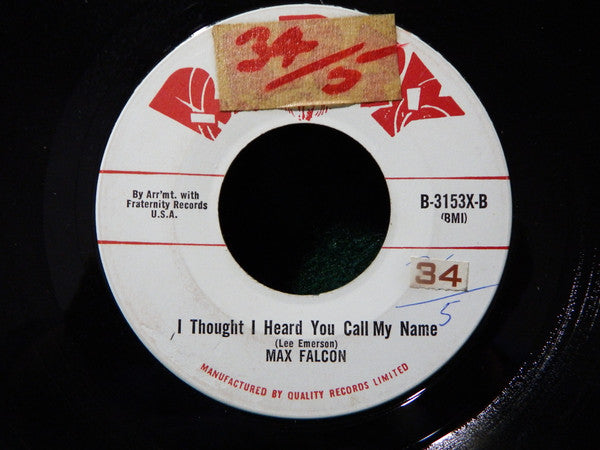 34/5
By Arr'mt. with
Fraternity Records
U.S.A.
B-3153X-B
(BMI)
34
5
I Thought I Heard You Call My Name
(Lee Emerson)
MAX FALCON
MANUFACTURED BY QUALITY RECORDS LIMITED